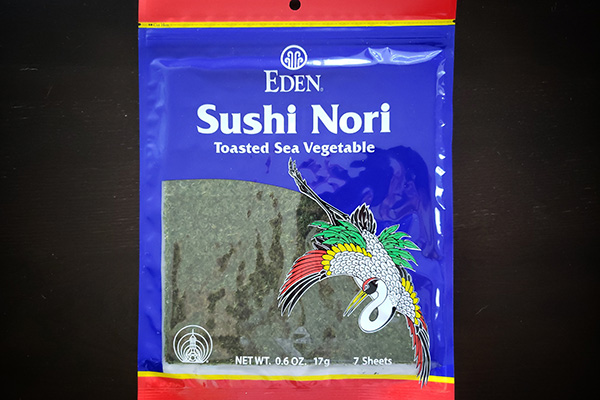 EDEN®
Sushi Nori
Toasted Sea Vegetable
NET WT. 0.6 OZ. 17g 7 Sheets